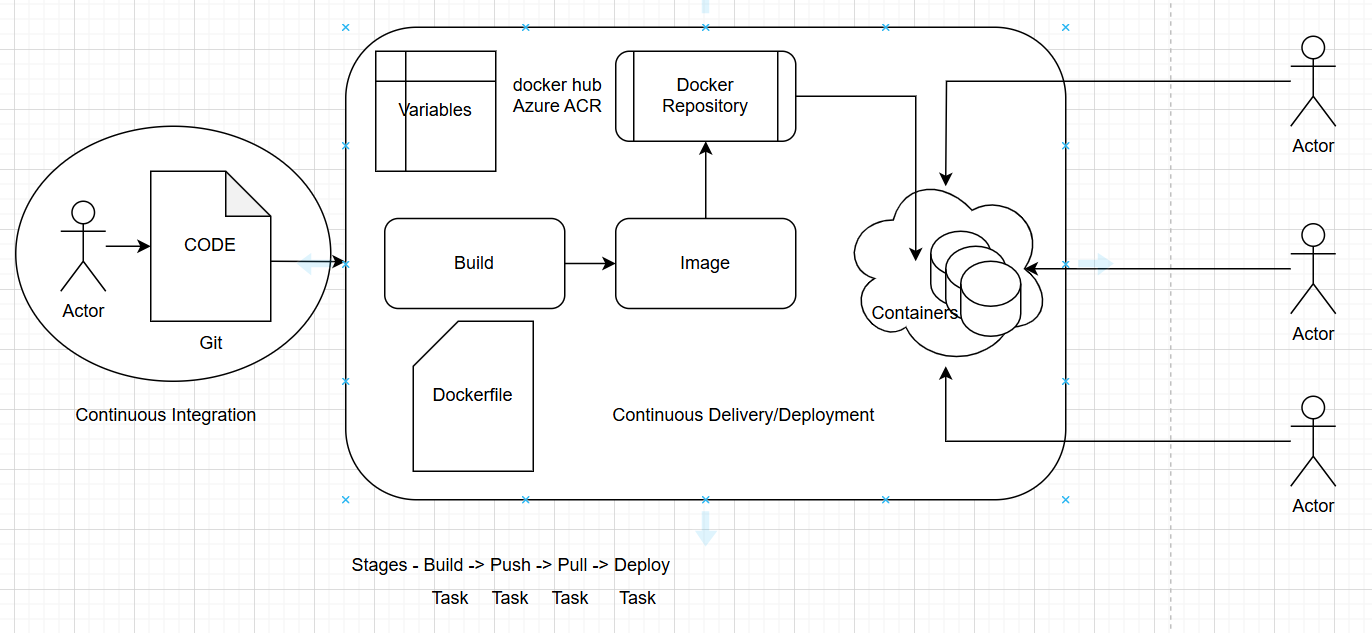 Variables
docker hub
Azure ACR
Docker
Repository
Actor
CODE
Actor
Git
Build
Image
Containers
Actor
Dockerfile
Continuous Integration
Continuous Delivery/Deployment
Actor
Stages - Build -> Push -> Pull -> Deploy
Task Task Task Task